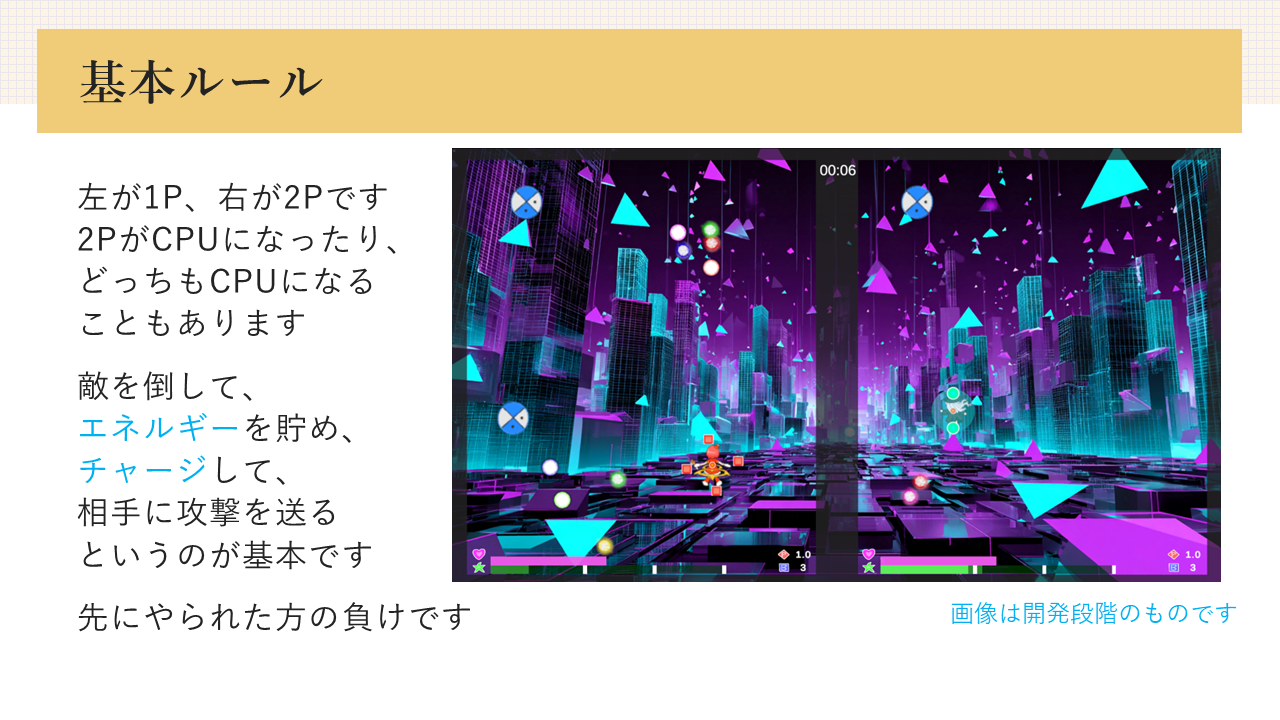 基本ルール
左が1P、右が2Pです
2PがCPUになったり、
どっちもCPUになる
こともあります
敵を倒して、
エネルギーを貯め、
チャージして、
相手に攻撃を送る
というのが基本です
先にやられた方の負けです
00:06
1.0
3
1.0
3
画像は開発段階のものです